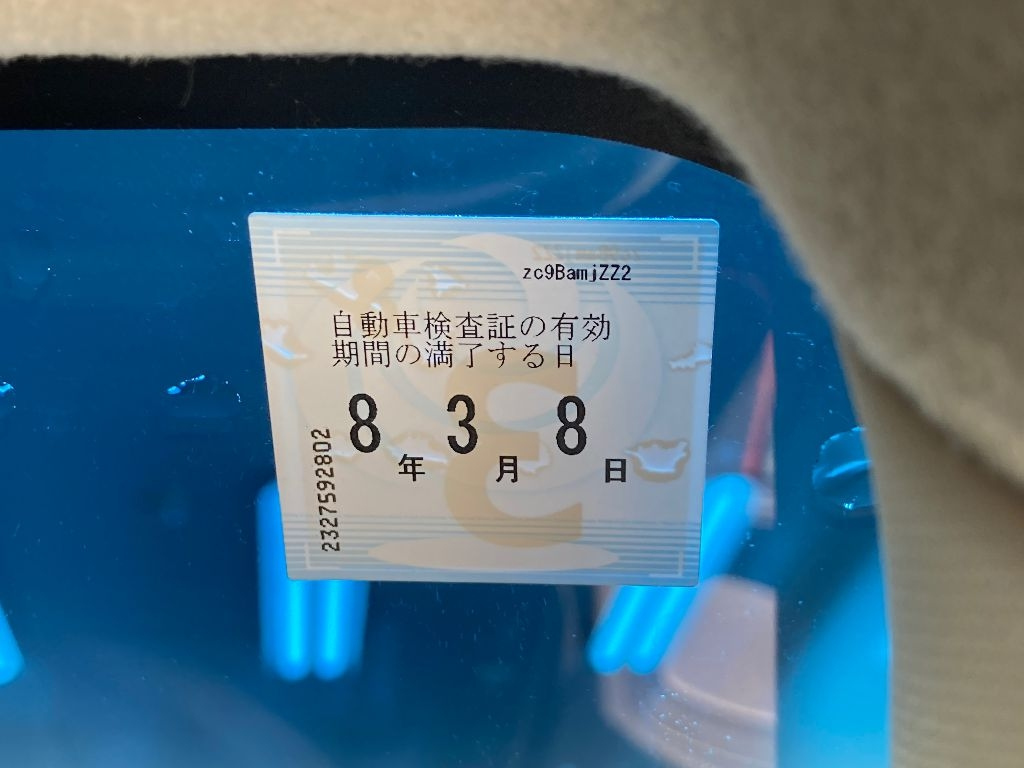 zc9BamjZZ2
自動車検査証の有効
期間の満了する日
8年 3月 8日
2327592802